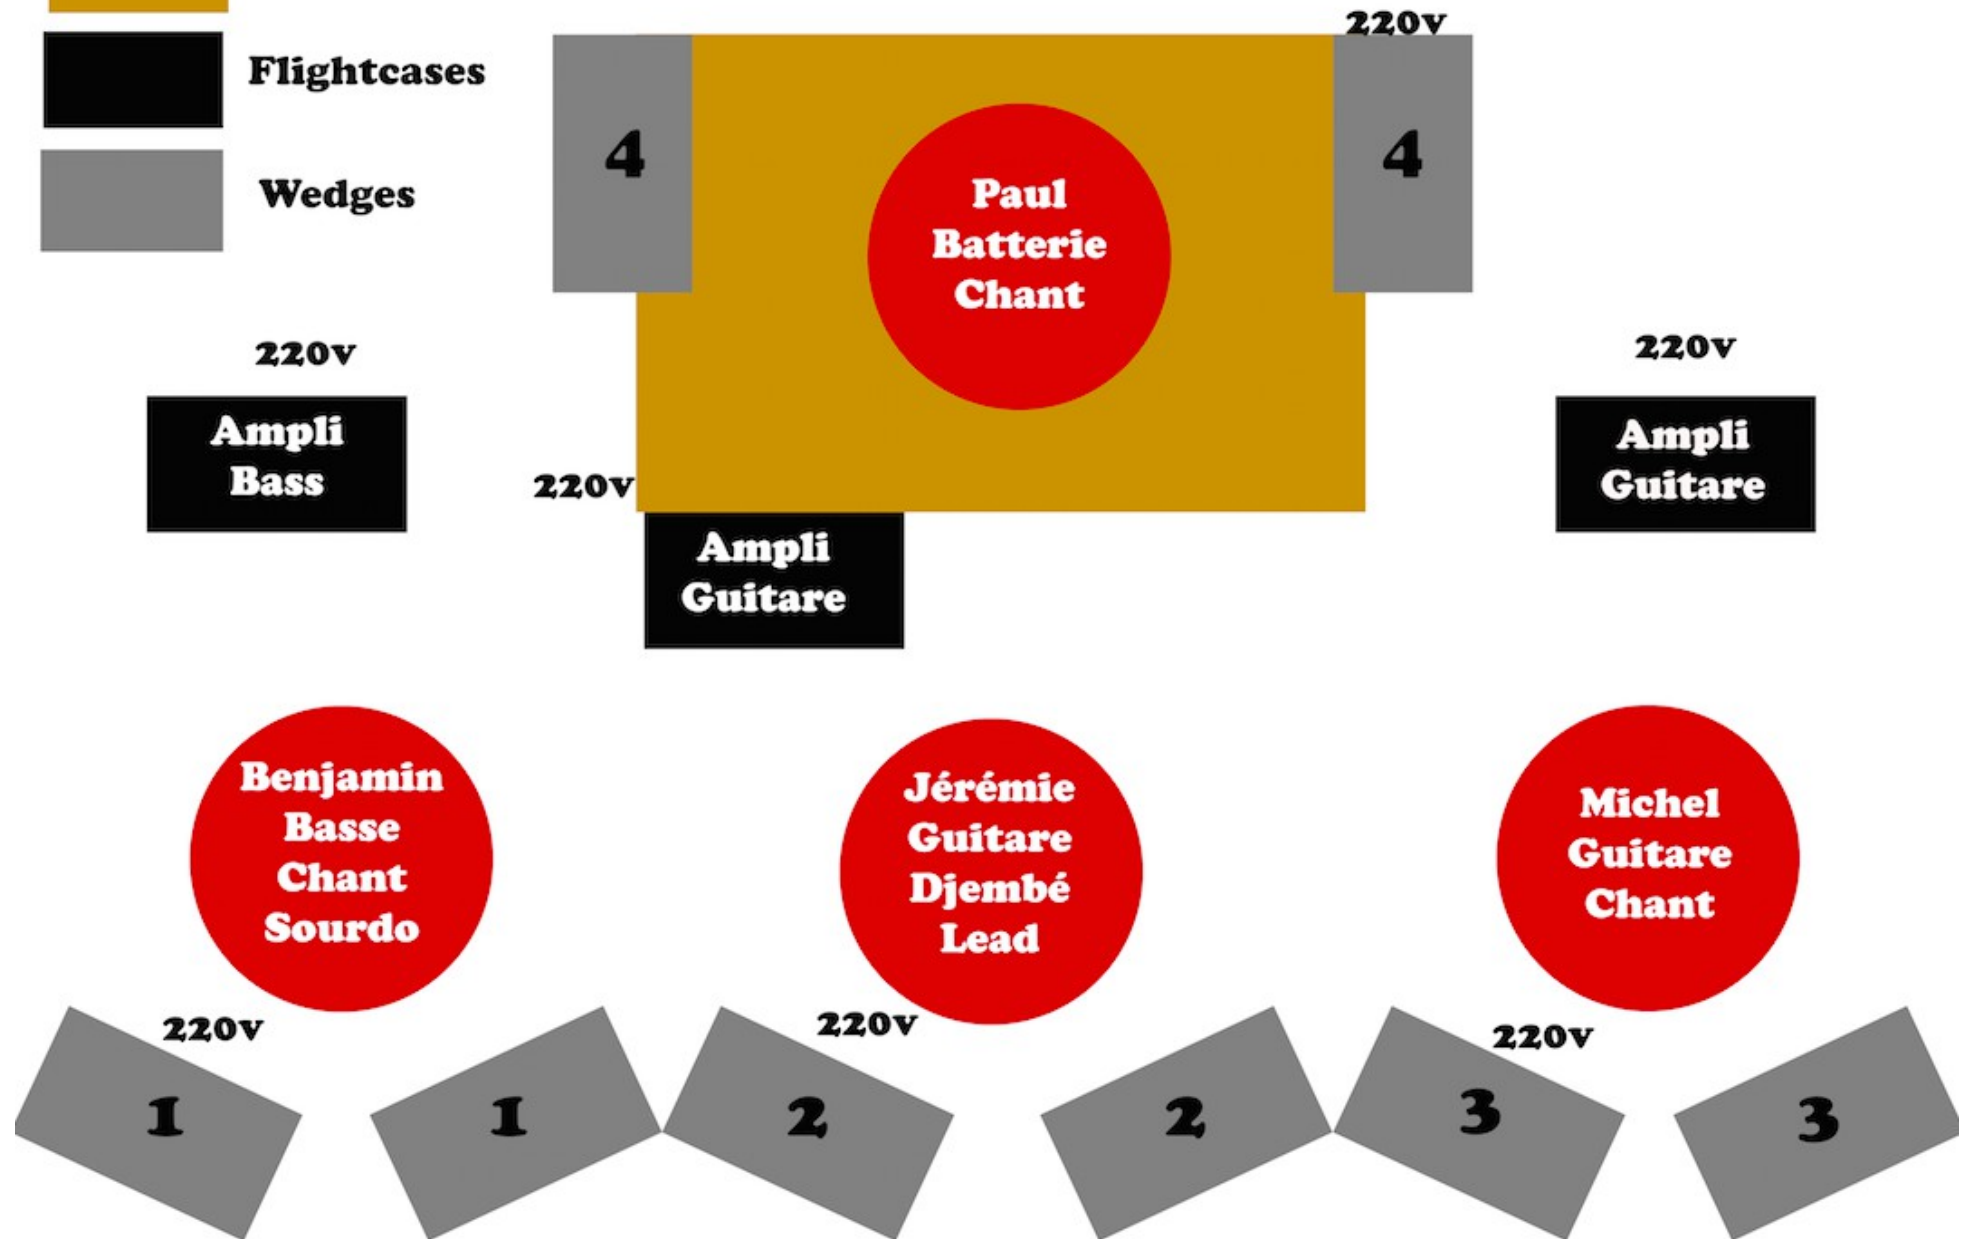 220v
Flightcases
Wedges
4
4
Paul
Batterie
Chant
220v
220v
Ampli
Bass
220v
Ampli
Guitare
Ampli
Guitare
Benjamin
Basse
Chant
Sourdo
Jérémie
Guitare
Djembé
Lead
Michel
Guitare
Chant
220v
220v
220v
1
1
2
2
3
3